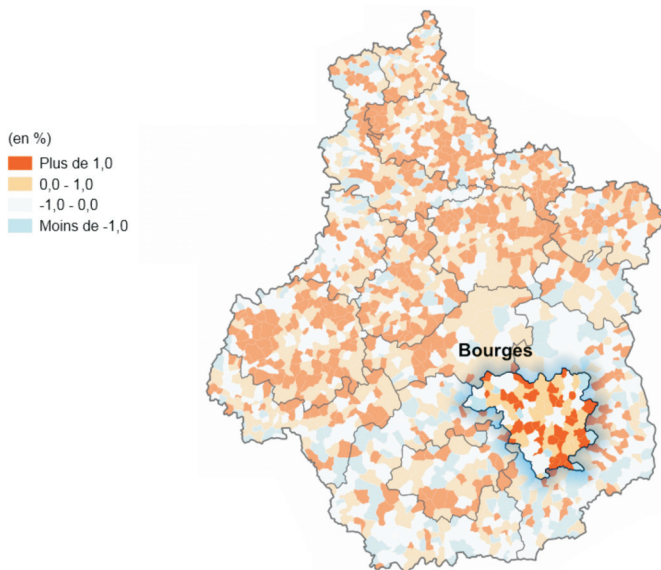 (en %)
Plus de 1,0
0,0 - 1,0
-1,0 - 0,0
Moins de -1,0
Bourges